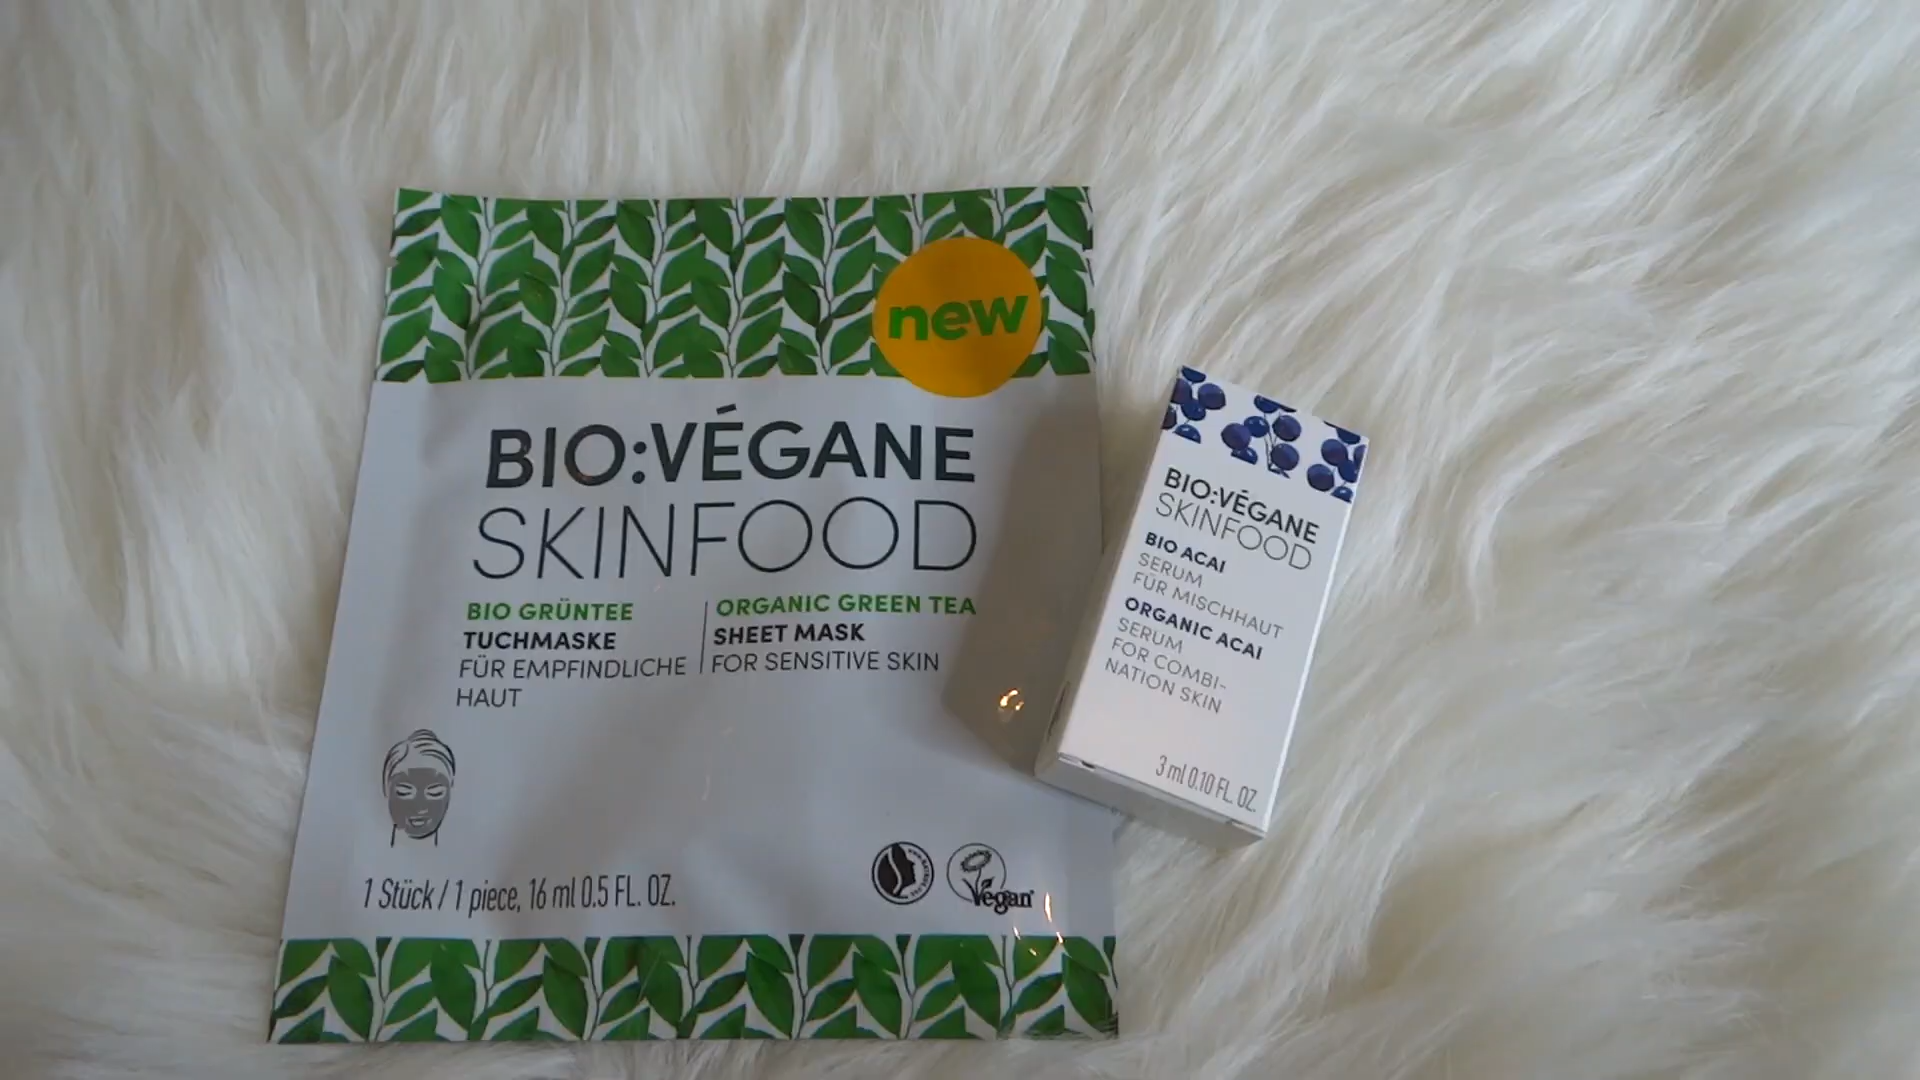 new
BIO:VÉGANE
SKINFOOD
BIO GRÜNTEE
TUCHMASKE
FÜR EMPFINDLICHE
HAUT
ORGANIC GREEN TEA
SHEET MASK
FOR SENSITIVE SKIN
1 Stück / 1 piece, 16 ml 0.5 FL. OZ.
Vegan
BIO:VÉGANE
SKINFOOD
BIO ACAI
SERUM
FÜR MISCHHAUT
ORGANIC ACAI
SERUM
FOR COMBI-
NATION SKIN
3 ml 0.10 FL. OZ.